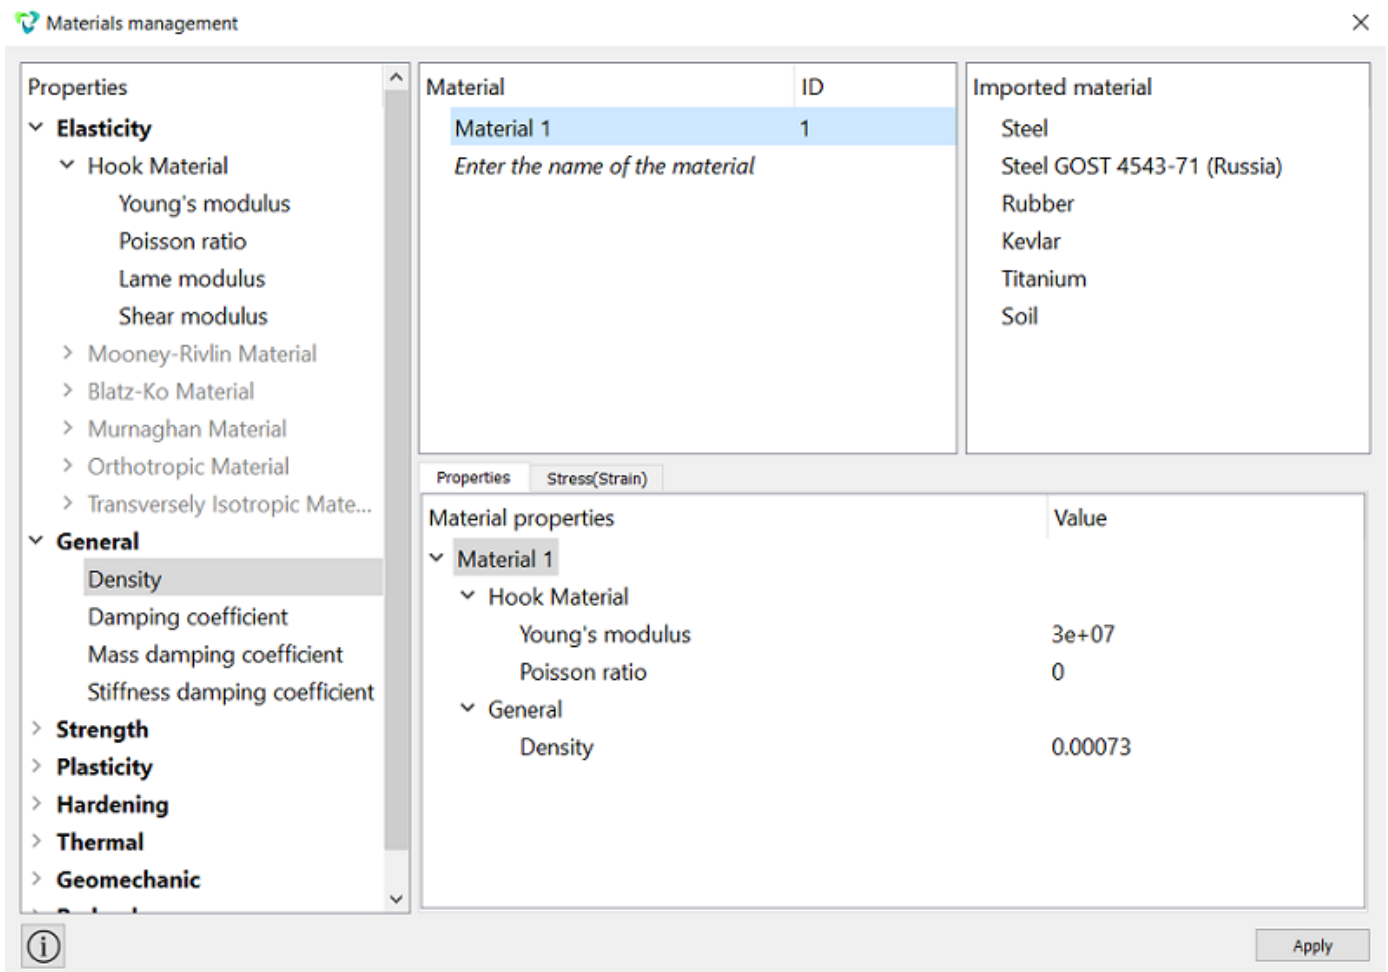 Materials management
Properties
Elasticity
Hook Material
Young's modulus
Poisson ratio
Lame modulus
Shear modulus
Mooney-Rivlin Material
Blatz-Ko Material
Murnaghan Material
Orthotropic Material
Transversely Isotropic Mate...
General
Density
Damping coefficient
Mass damping coefficient
Stiffness damping coefficient
Strength
Plasticity
Hardening
Thermal
Geomechanic
Material ID
Material 1 1
Enter the name of the material
Imported material
Steel
Steel GOST 4543-71 (Russia)
Rubber
Kevlar
Titanium
Soil
Properties Stress(Strain)
Material properties Value
Material 1
Hook Material
Young's modulus 3e+07
Poisson ratio 0
General
Density 0.00073
Apply